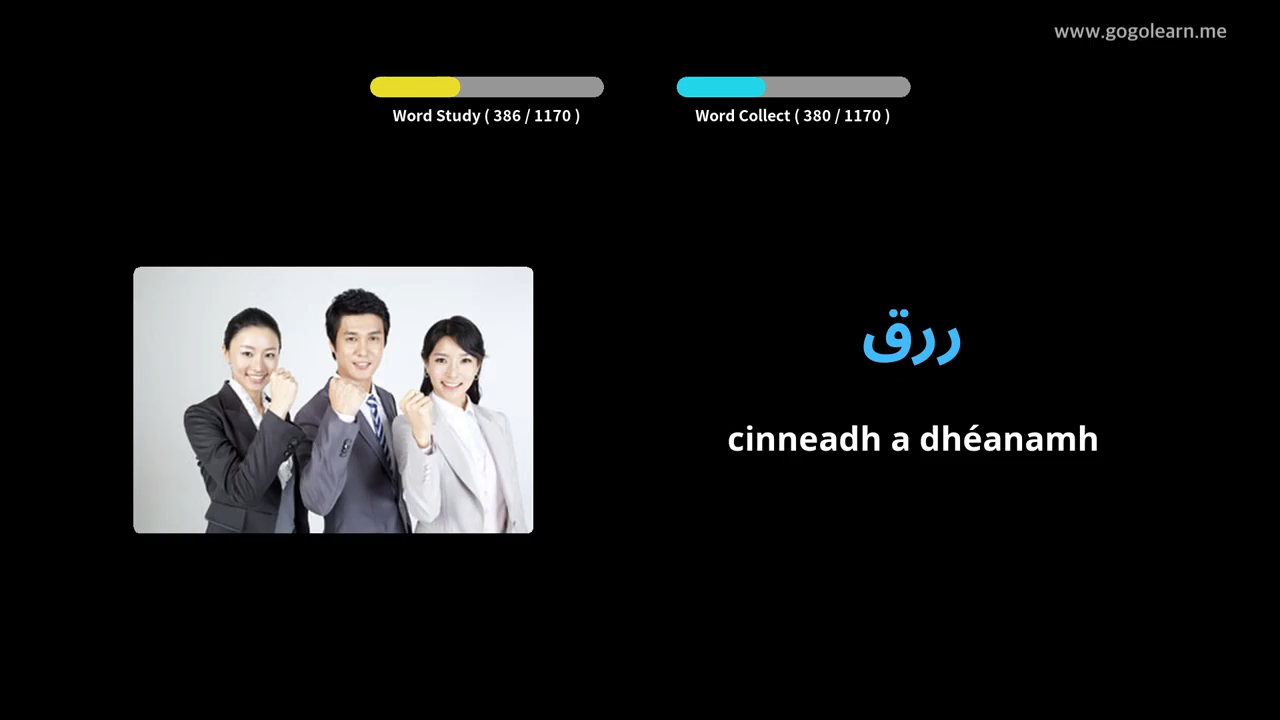 www.gogolearn.me
Word Study ( 386 / 1170 )
Word Collect ( 380 / 1170 )
ررق
cinneadh a dhéanamh